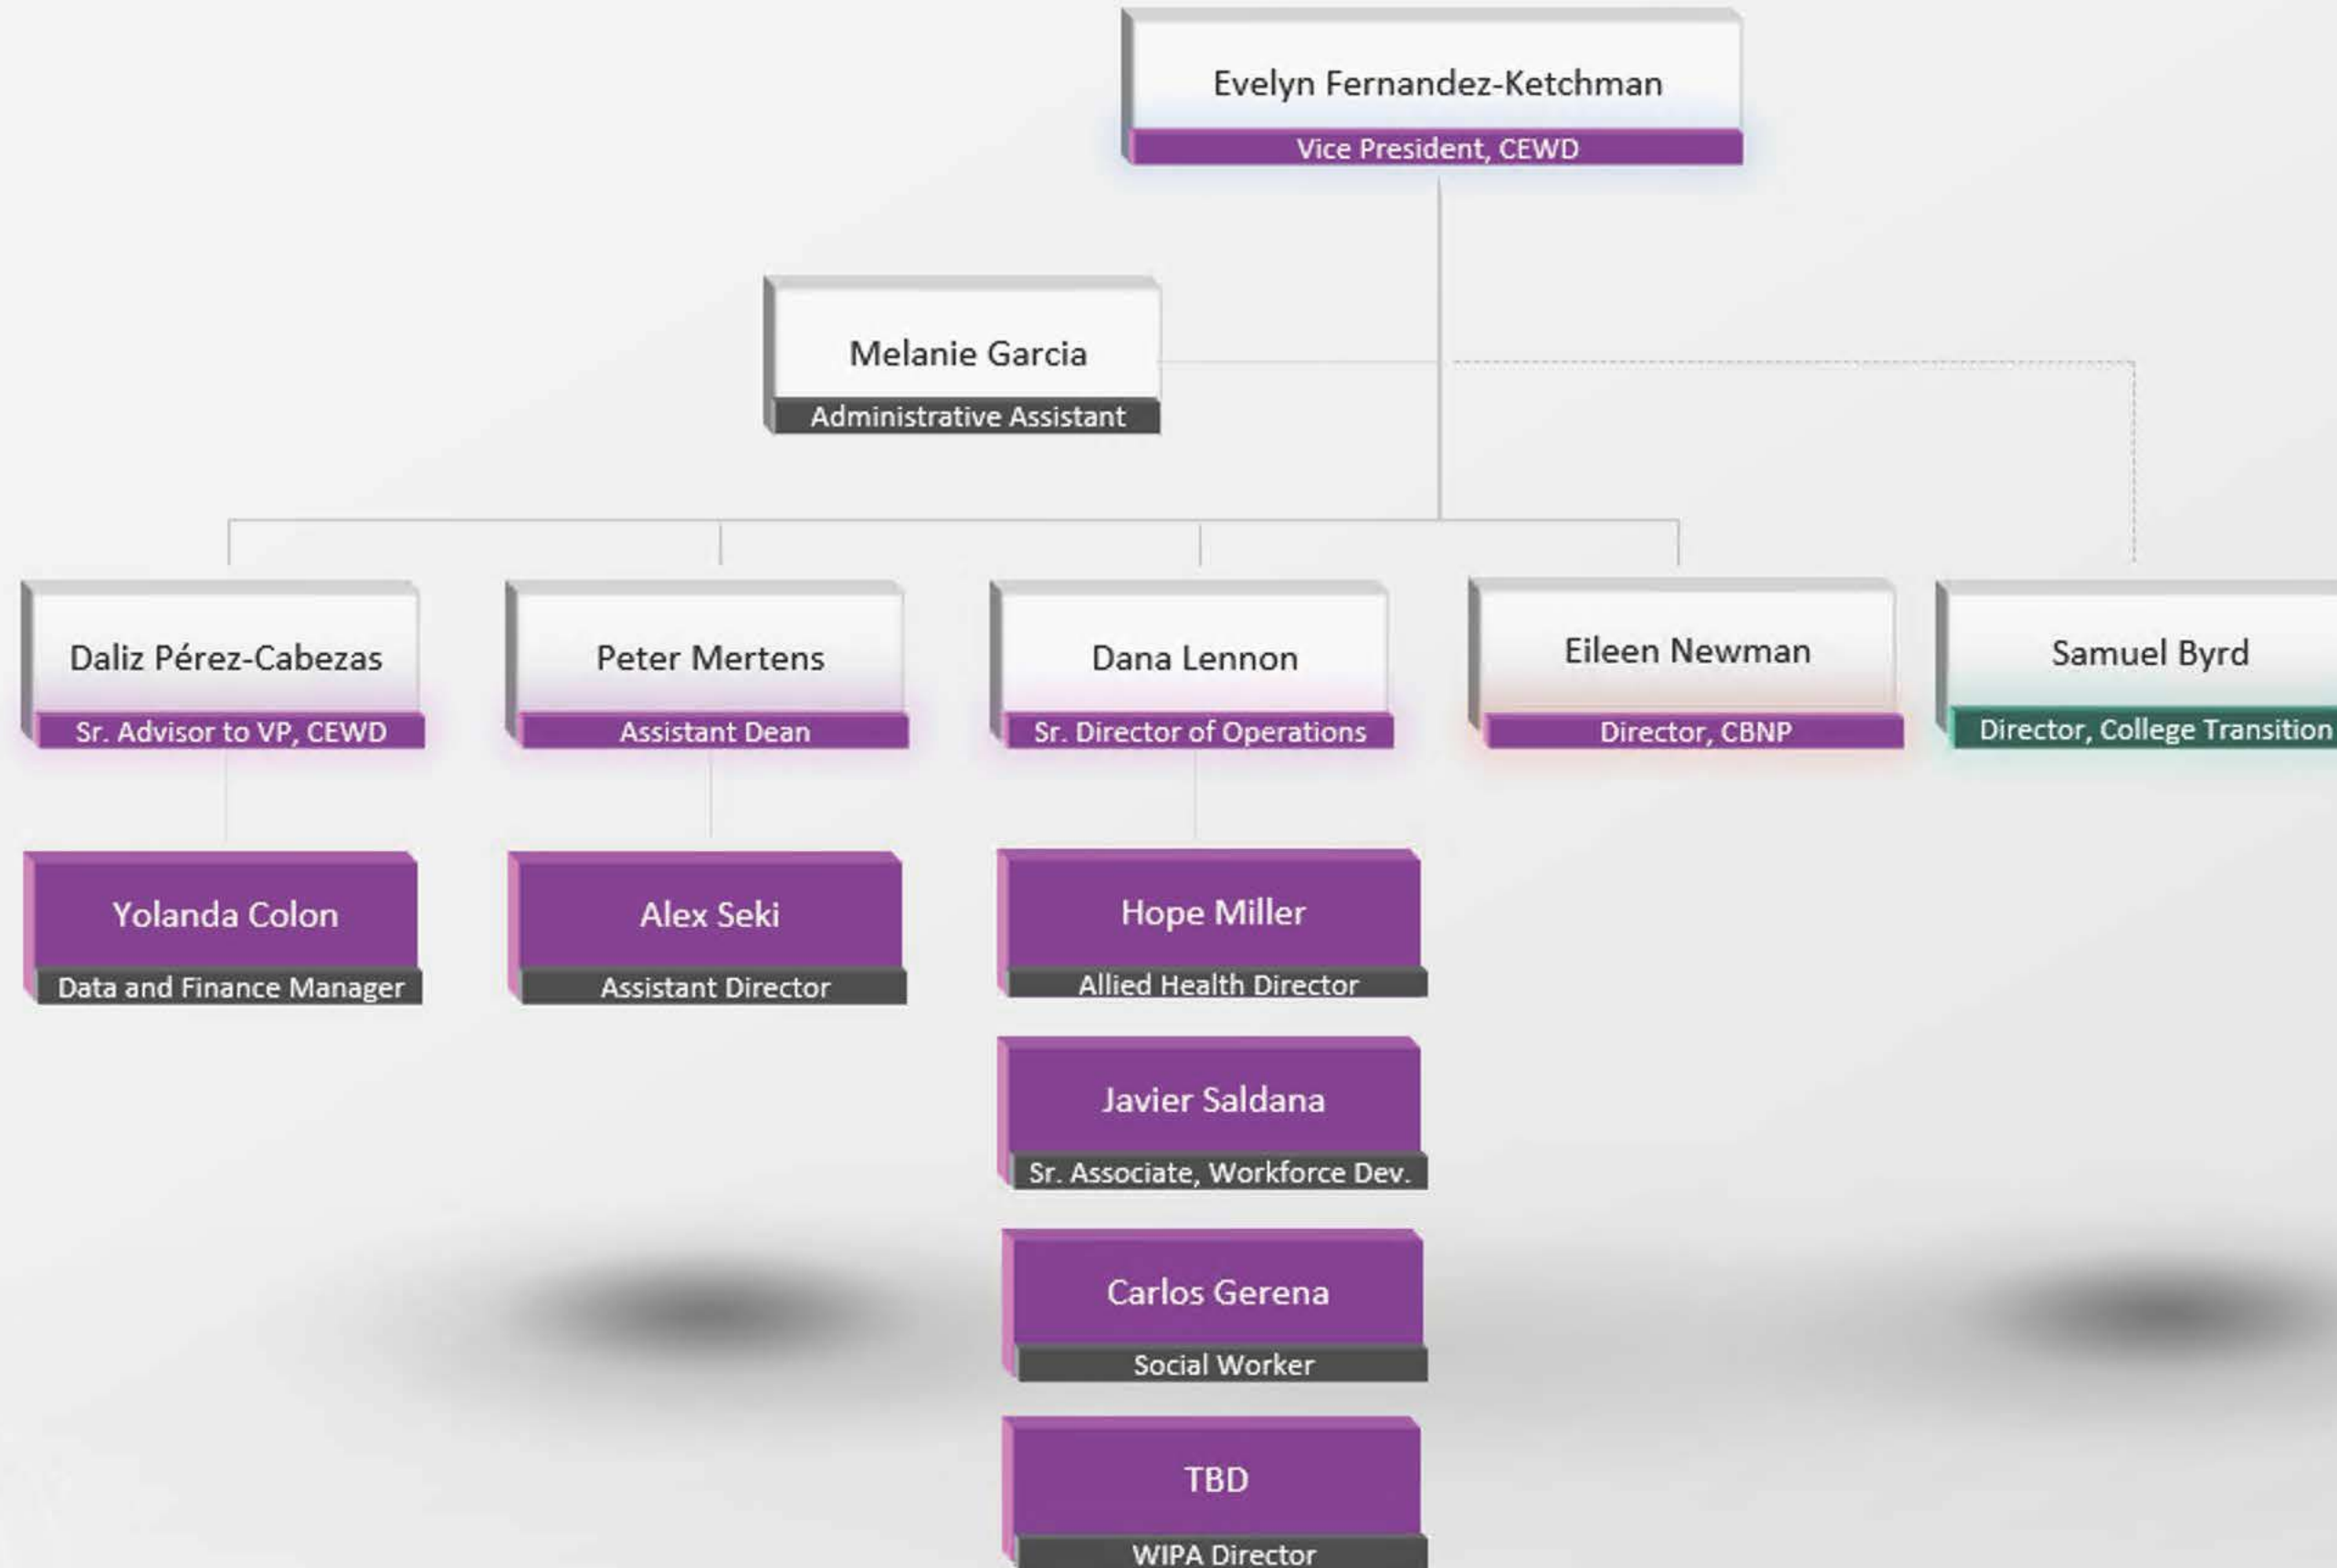 Evelyn Fernandez-Ketchman
Vice President, CEWD
Melanie Garcia
Administrative Assistant
Daliz Pérez-Cabezas
Sr. Advisor to VP, CEWD
Peter Mertens
Assistant Dean
Dana Lennon
Sr. Director of Operations
Eileen Newman
Director, CBNP
Samuel Byrd
Director, College Transition
Yolanda Colon
Data and Finance Manager
Alex Seki
Assistant Director
Hope Miller
Allied Health Director
Javier Saldana
Sr. Associate, Workforce Dev.
Carlos Gerena
Social Worker
TBD
WIPA Director